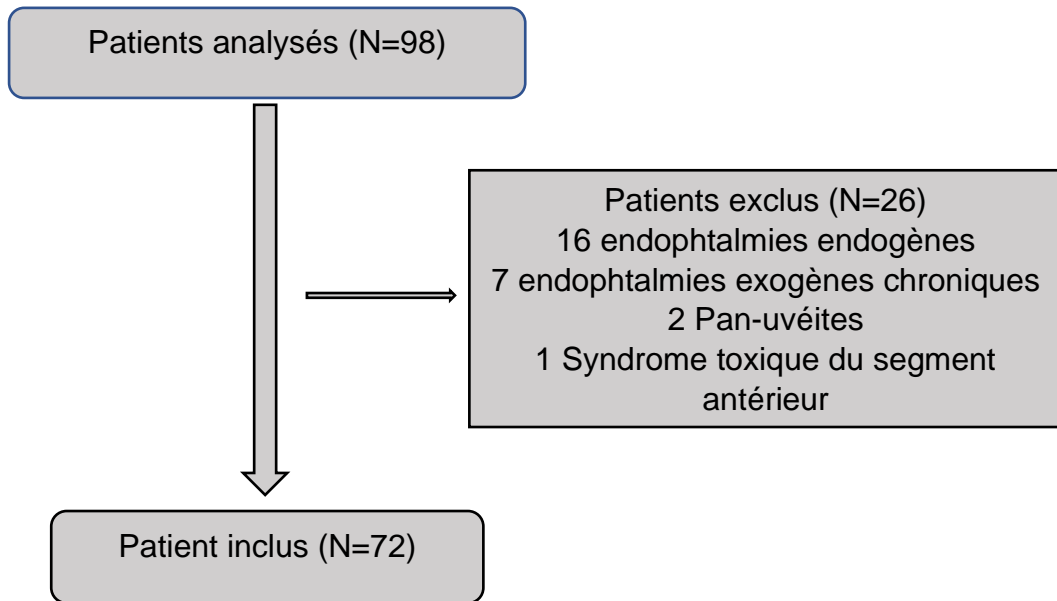 Patients analysés (N=98)
Patients exclus (N=26)
16 endophtalmies endogènes
7 endophtalmies exogènes chroniques
2 Pan-uvéites
1 Syndrome toxique du segment
antérieur
Patient inclus (N=72)